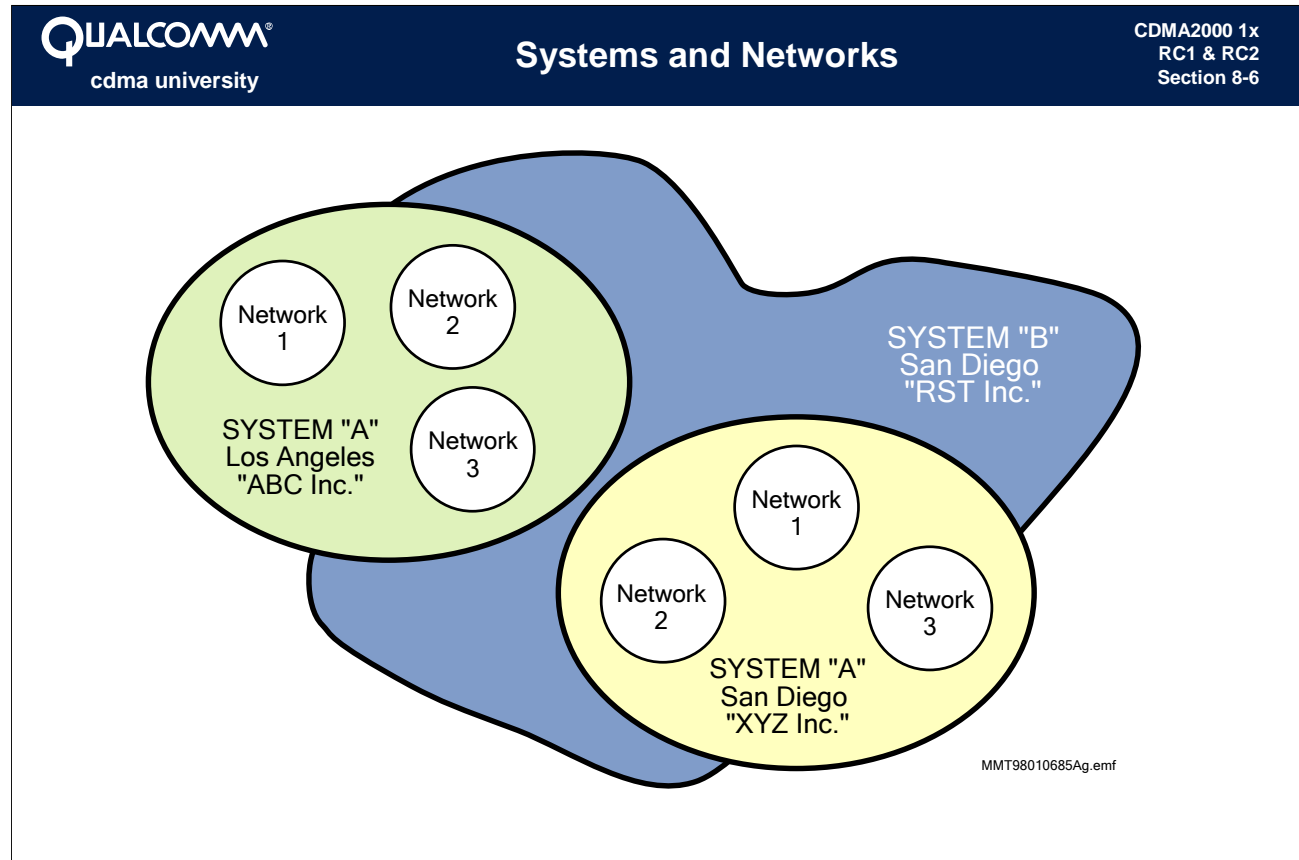 QUALCOMM®
cdma university
Systems and Networks
CDMA2000 1x
RC1 & RC2
Section 8-6
Network
1
Network
2
Network
3
SYSTEM "A"
Los Angeles
"ABC Inc."
SYSTEM "B"
San Diego
"RST Inc."
Network
1
Network
2
Network
3
SYSTEM "A"
San Diego
"XYZ Inc."
MMT98010685Ag.emf